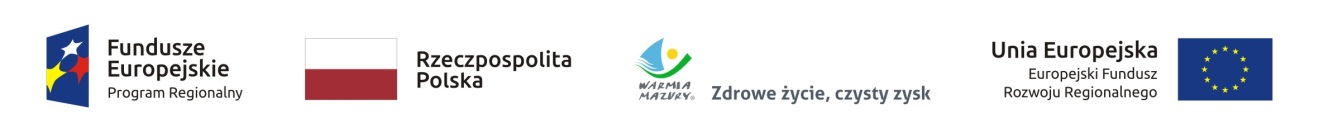 Fundusze
Europejskie
Program Regionalny
Rzeczpospolita
Polska
WARMIA
MAZURY®
Zdrowe życie, czysty zysk
Unia Europejska
Europejski Fundusz
Rozwoju Regionalnego